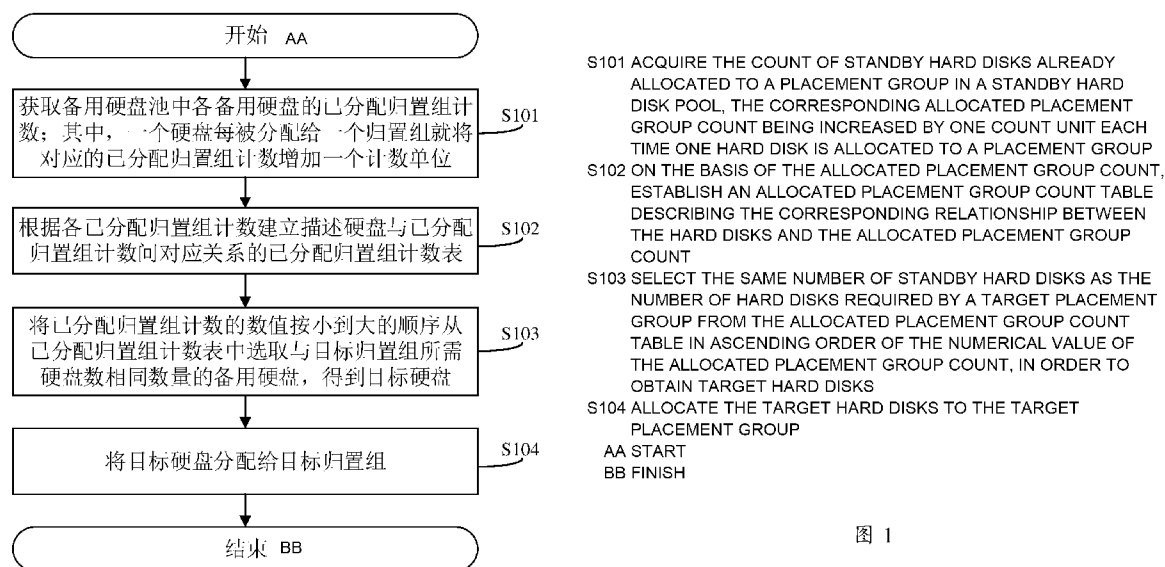 开始 AA
获取备用硬盘池中各备用硬盘的已分配归置组计
数；其中，一个硬盘每被分配给一个归置组就将
对应的已分配归置组计数增加一个计数单位
S101
根据各已分配归置组计数建立描述硬盘与已分配
归置组计数间对应关系的已分配归置组计数表
S102
将已分配归置组计数的数值按小到大的顺序从
已分配归置组计数表中选取与目标归置组所需
硬盘数相同数量的备用硬盘，得到目标硬盘
S103
将目标硬盘分配给目标归置组
S104
结束 BB
S101 ACQUIRE THE COUNT OF STANDBY HARD DISKS ALREADY
ALLOCATED TO A PLACEMENT GROUP IN A STANDBY HARD
DISK POOL, THE CORRESPONDING ALLOCATED PLACEMENT
GROUP COUNT BEING INCREASED BY ONE COUNT UNIT EACH
TIME ONE HARD DISK IS ALLOCATED TO A PLACEMENT GROUP
S102 ON THE BASIS OF THE ALLOCATED PLACEMENT GROUP COUNT,
ESTABLISH AN ALLOCATED PLACEMENT GROUP COUNT TABLE
DESCRIBING THE CORRESPONDING RELATIONSHIP BETWEEN
THE HARD DISKS AND THE ALLOCATED PLACEMENT GROUP
COUNT
S103 SELECT THE SAME NUMBER OF STANDBY HARD DISKS AS THE
NUMBER OF HARD DISKS REQUIRED BY A TARGET PLACEMENT
GROUP FROM THE ALLOCATED PLACEMENT GROUP COUNT
TABLE IN ASCENDING ORDER OF THE NUMERICAL VALUE OF
THE ALLOCATED PLACEMENT GROUP COUNT, IN ORDER TO
OBTAIN TARGET HARD DISKS
S104 ALLOCATE THE TARGET HARD DISKS TO THE TARGET
PLACEMENT GROUP
AA START
BB FINISH
图 1